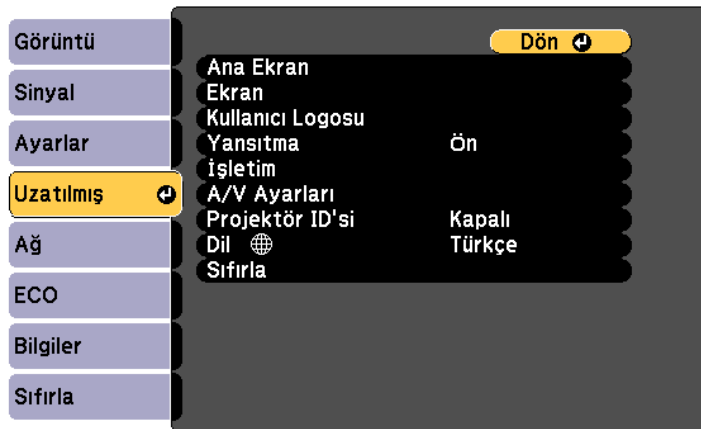 Görüntü
Sinyal
Ayarlar
Uzatılmış
Ağ
ECO
Bilgiler
Sıfırla
Dön
Ana Ekran
Ekran
Kullanıcı Logosu
Yansıtma Ön
İşletim
A/V Ayarları
Projektör ID'si Kapalı
Dil Türkçe
Sıfırla